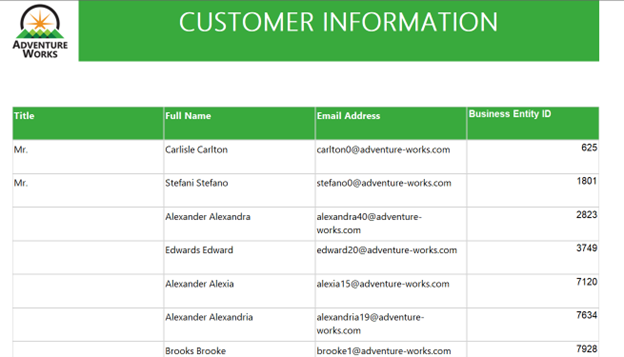 ADVENTURE
WORKS
CUSTOMER INFORMATION
Title Full Name Email Address Business Entity ID
Mr. Carlisle Carlton carlton0@adventure-works.com 625
Mr. Stefani Stefano stefano0@adventure-works.com 1801
Alexander Alexandra alexandra40@adventure- 2823
works.com
Edwards Edward edward20@adventure-works.com 3749
Alexander Alexia alexia15@adventure-works.com 7120
Alexander Alexandria alexandria19@adventure- 7634
works.com
Brooks Brooke brooke1@adventure-works.com 7928